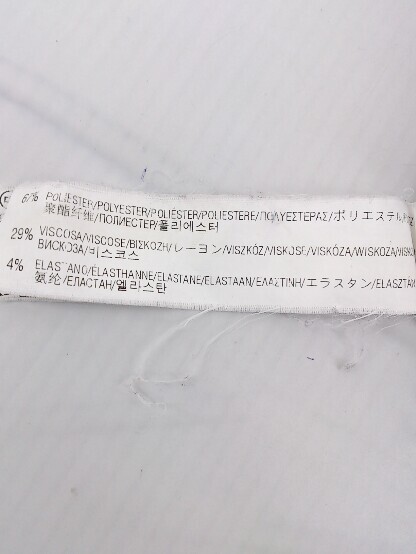 67% POLIESTER/POLYESTER/POLIESTER/POLIESTERE/ΠΟΛΥΕΣΤΕΡΑΣ/ポリエステル
聚酯纤维/ПОЛИЕСТЕР/폴리에스터
29% VISCOSA/VISCOSE/ΒΙΣΚΟΖΗ/レーヨン/VISZKÓZ/VISKOSE/VISKÓZA/WISKOZA
ВИСКОЗА/비스코스
4% ELASTANO/ÉLASTHANNE/ELASTANE/ELASTAAN/ΕΛΑΣΤΙΝΗ/エラスタン/ELASZTÁN
氨纶/ЕЛАСТАН/엘라스탄